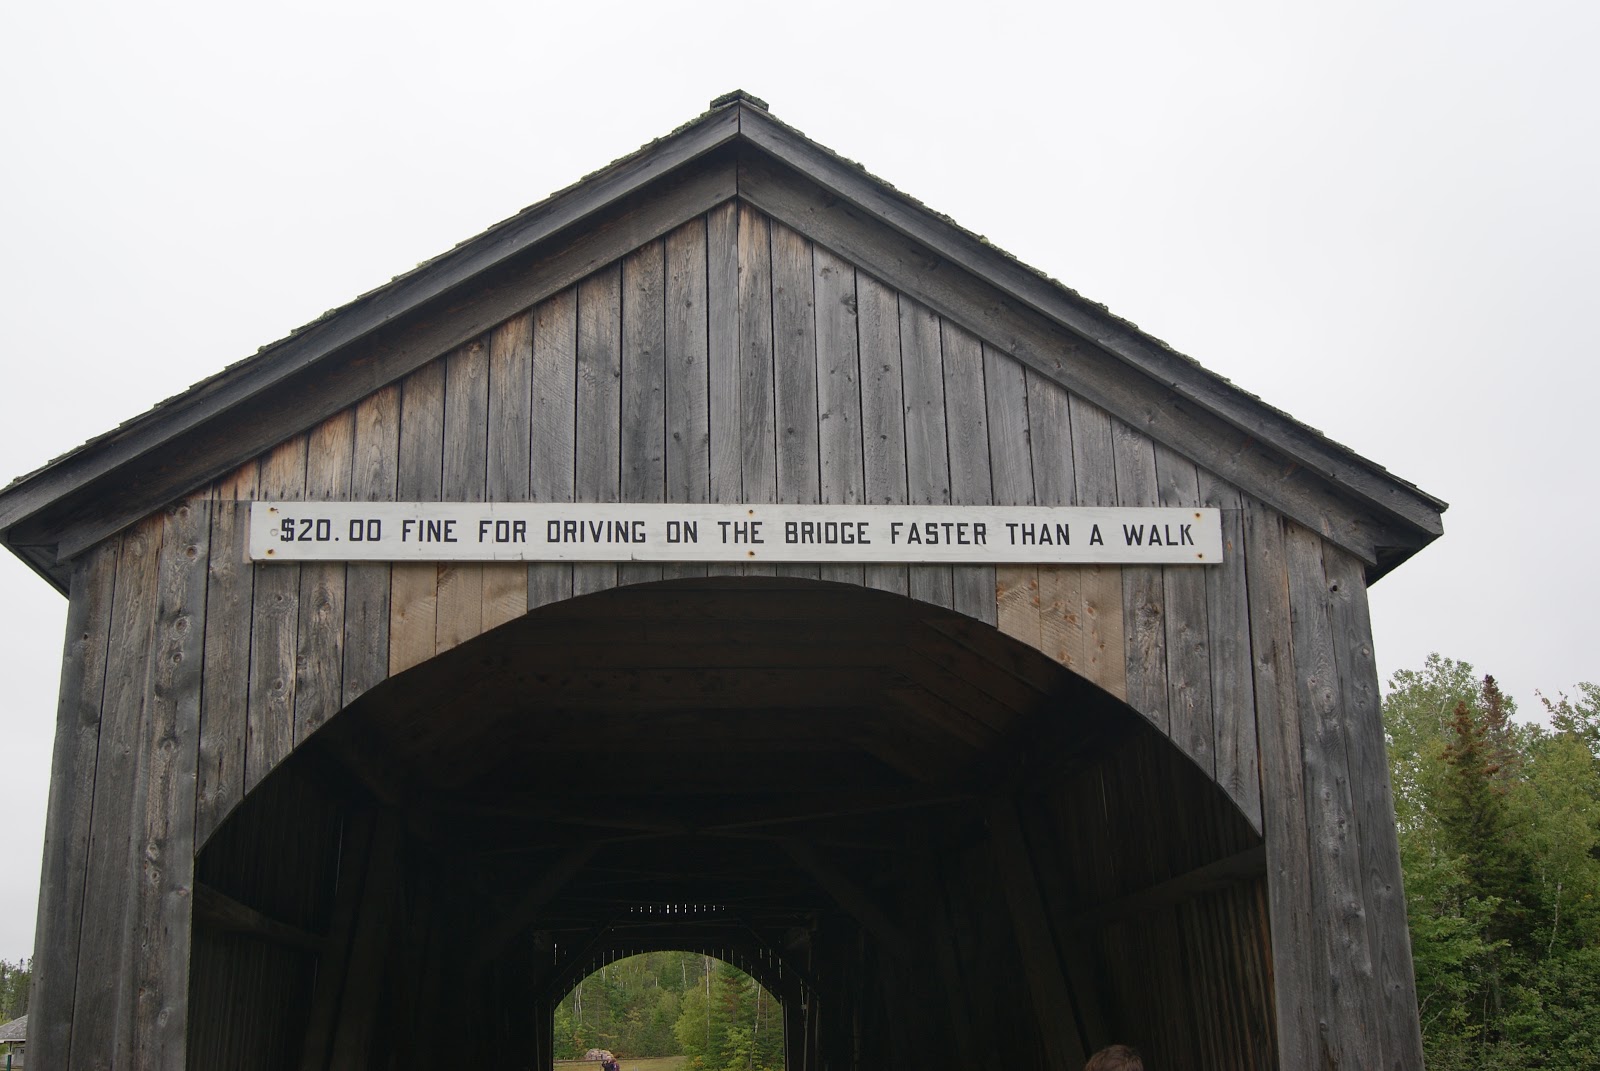 $20.00 FINE FOR DRIVING ON THE BRIDGE FASTER THAN A WALK